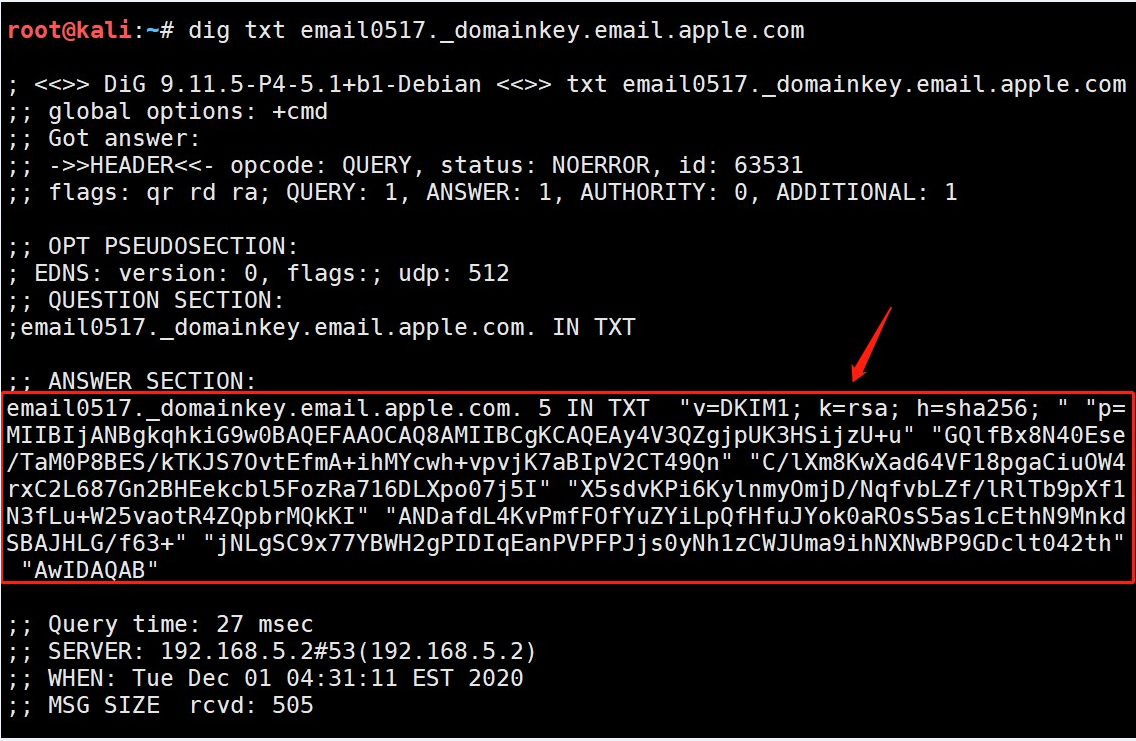 root@kali:~# dig txt email0517._domainkey.email.apple.com
; <<>> DiG 9.11.5-P4-5.1+b1-Debian <<>> txt email0517._domainkey.email.apple.com
;; global options: +cmd
;; Got answer:
;; ->>HEADER<<- opcode: QUERY, status: NOERROR, id: 63531
;; flags: qr rd ra; QUERY: 1, ANSWER: 1, AUTHORITY: 0, ADDITIONAL: 1
;; OPT PSEUDOSECTION:
; EDNS: version: 0, flags:; udp: 512
;; QUESTION SECTION:
;email0517._domainkey.email.apple.com. IN TXT
;; ANSWER SECTION:
email0517._domainkey.email.apple.com. 5 IN TXT  "v=DKIM1; k=rsa; h=sha256; " "p=
MIIBIjANBgkqhkiG9w0BAQEFAAOCAQ8AMIIBCgKCAQEAy4V3QZgjpUK3HSijzU+u" "GQlfBx8N40Ese
/TaM0P8BES/kTKJS7OvtEfmA+ihMYcwh+vpvjK7aBIpV2CT49Qn" "C/lXm8KwXad64VF18pgaCiuOW4
rxC2L687Gn2BHEekcbl5FozRa716DLXpo07j5I" "X5sdvKPi6KylnmyOmjD/NqfvbLZf/lRlTb9pXf1
N3fLu+W25vaotR4ZQpbrMQkKI" "ANDafdL4KvPmfFOfYuZYiLpQfHfuJYok0aROsS5as1cEthN9Mnkd
SBAJHLG/f63+" "jNLgSC9x77YBWH2gPIDIqEanPVPFPJjs0yNh1zCWJUma9ihNXNwBP9GDclt042th"
"AwIDAQAB"
;; Query time: 27 msec
;; SERVER: 192.168.5.2#53(192.168.5.2)
;; WHEN: Tue Dec 01 04:31:11 EST 2020
;; MSG SIZE  rcvd: 505